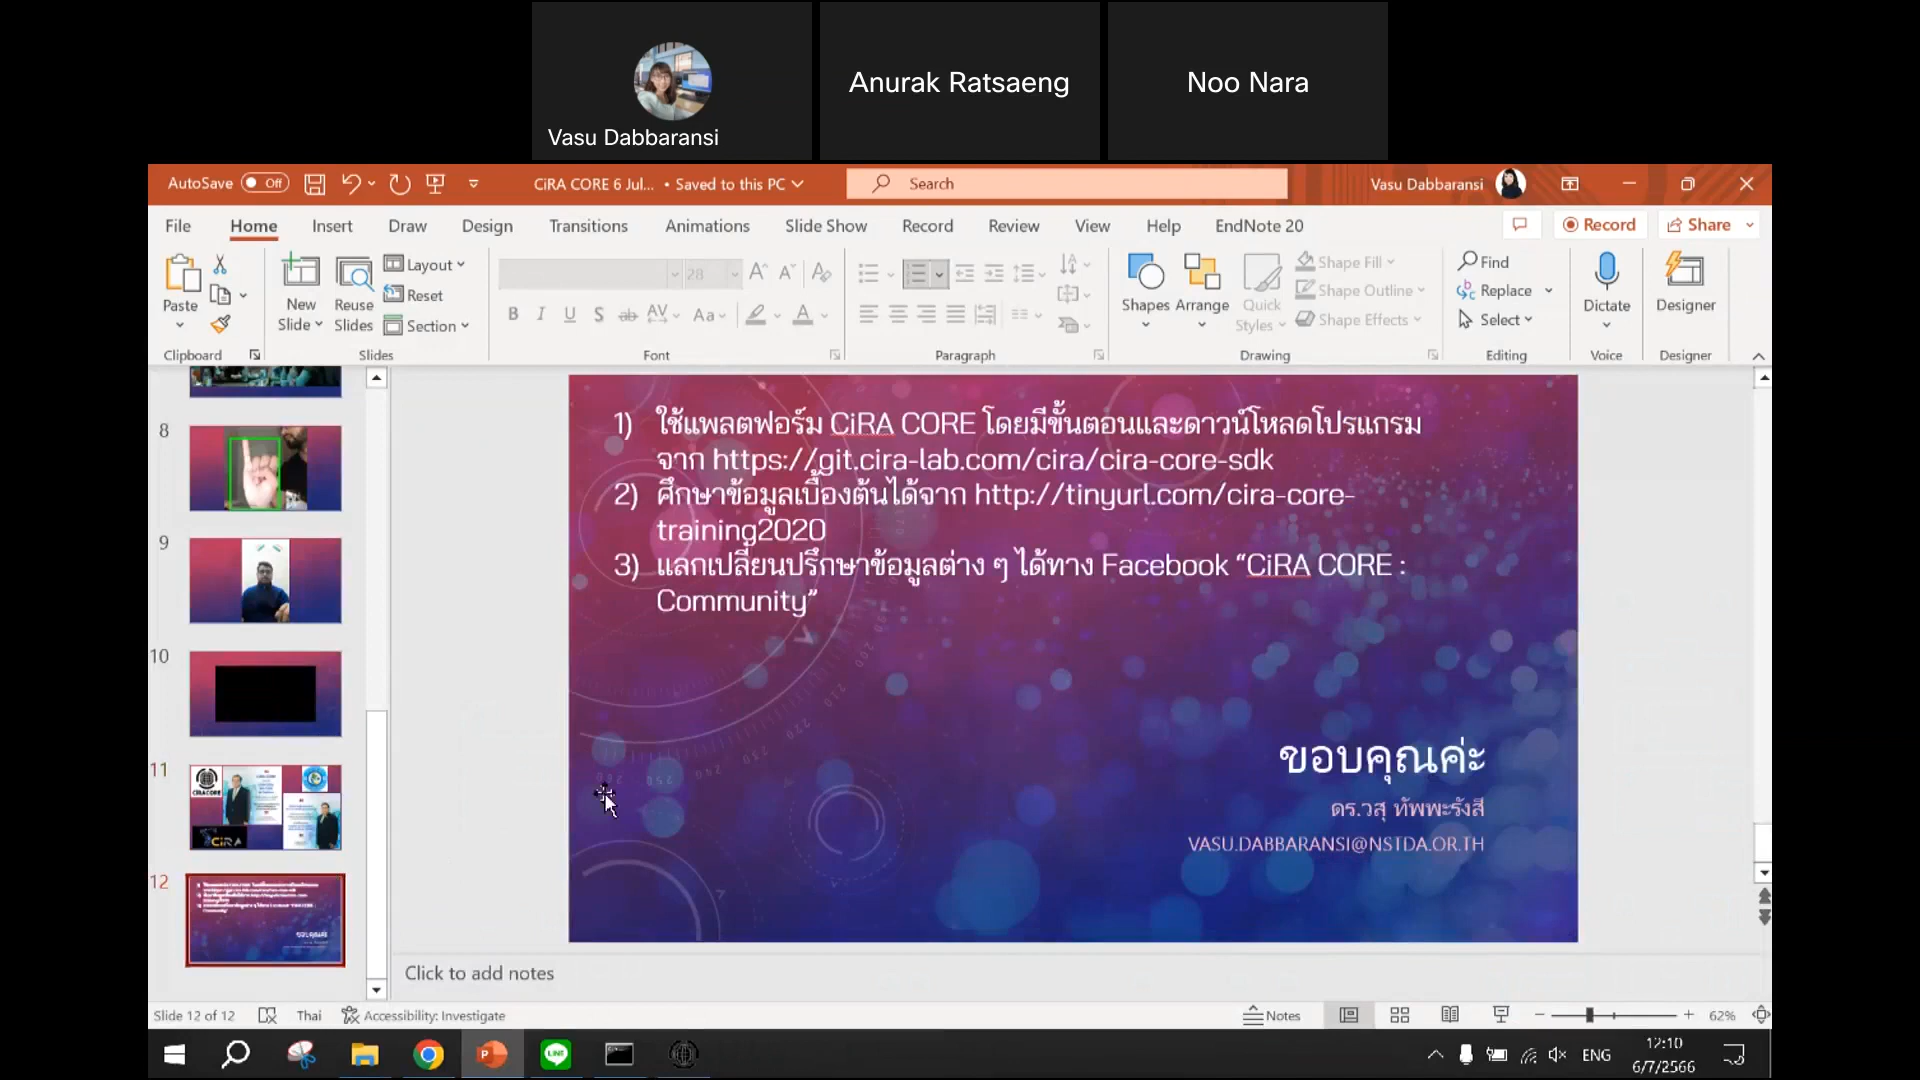 Vasu Dabbaransi
Anurak Ratsaeng
Noo Nara
AutoSave Off
CiRA CORE 6 Jul... • Saved to this PC
Search
Vasu Dabbaransi
File Home Insert Draw Design Transitions Animations Slide Show Record Review View Help EndNote 20
Record Share
Paste
New Slide
Reuse Slides
Layout
Reset
Section
28
Shapes Arrange
Quick Styles
Shape Fill
Shape Outline
Shape Effects
Find
Replace
Select
Dictate
Designer
Clipboard Slides Font Paragraph Drawing Editing Voice Designer
8
9
10
11
12
1) ใช้แพลตฟอร์ม CiRA CORE โดยมีขั้นตอนและดาวน์โหลดโปรแกรม
จาก https://git.cira-lab.com/cira/cira-core-sdk
2) ศึกษาข้อมูลเบื้องต้นได้จาก http://tinyurl.com/cira-core-
training2020
3) แลกเปลี่ยนปรึกษาข้อมูลต่าง ๆ ได้ทาง Facebook “CiRA CORE :
Community”
ขอบคุณค่ะ
ดร.วสุ ทัพพะรังสี
VASU.DABBARANSI@NSTDA.OR.TH
Click to add notes
Slide 12 of 12 Thai Accessibility: Investigate
Notes 62%
ENG
12:10
6/7/2566